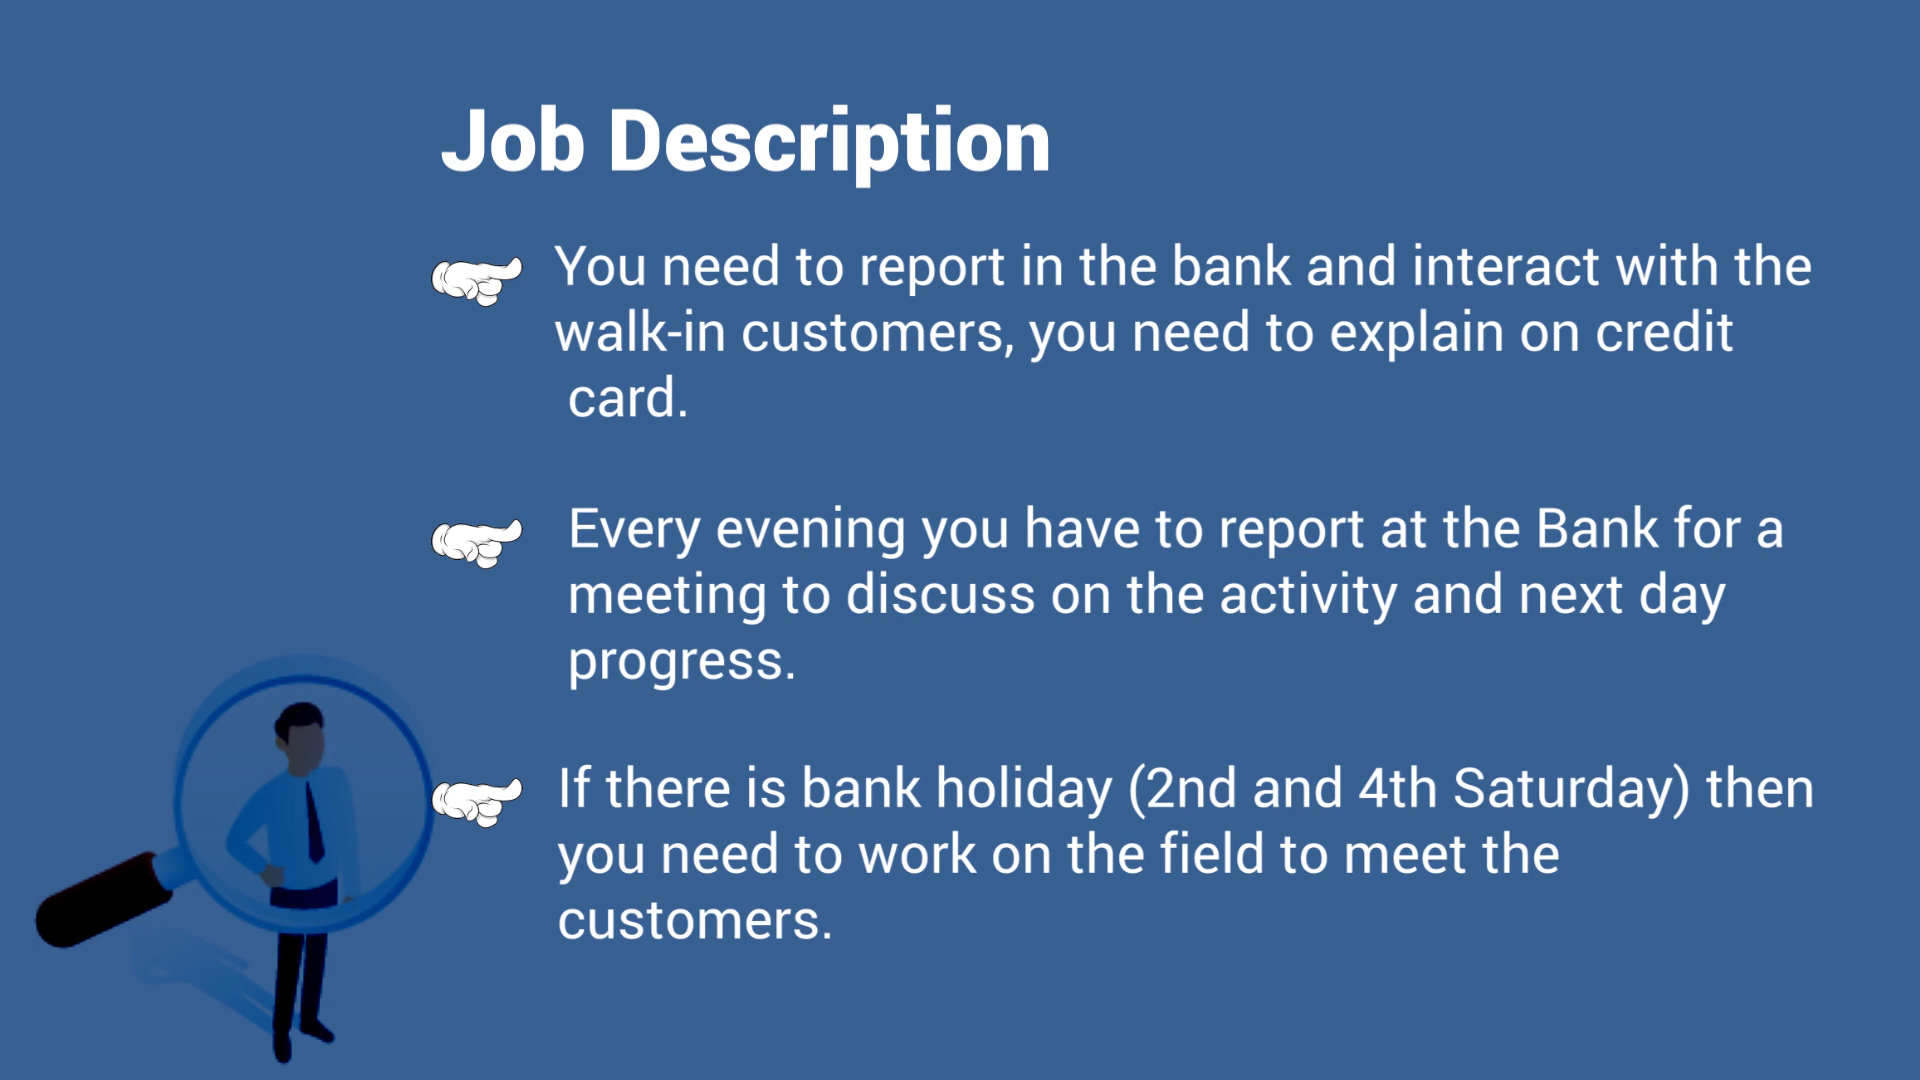 Job Description
You need to report in the bank and interact with the
walk-in customers, you need to explain on credit
card.
Every evening you have to report at the Bank for a
meeting to discuss on the activity and next day
progress.
If there is bank holiday (2nd and 4th Saturday) then
you need to work on the field to meet the
customers.